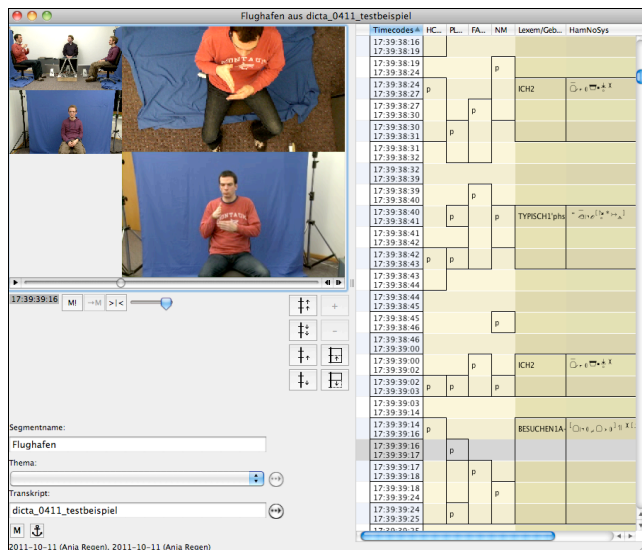 Flughafen aus dicta_0411_testbeispiel
Timecodes HC... PL... FA... NM Lexem/Geb... HamNoSys
17:39:38:16
17:39:38:19
17:39:38:19
17:39:38:24 p
17:39:38:24
17:39:38:27 p ICH2
17:39:38:27
17:39:38:30 p
17:39:38:30
17:39:38:31 p
17:39:38:31
17:39:38:32
17:39:38:32
17:39:38:39
17:39:38:39
17:39:38:40 p
17:39:38:40
17:39:38:41 p p TYPISCH1'phs
17:39:38:41
17:39:38:42
17:39:38:42
17:39:38:43 p p
17:39:38:43
17:39:38:44
17:39:38:44
17:39:38:45
17:39:38:45
17:39:38:46 p
17:39:38:46
17:39:39:00
17:39:39:00
17:39:39:02 p ICH2
17:39:39:02
17:39:39:03 p p p
17:39:39:03
17:39:39:14
17:39:39:14
17:39:39:16 p BESUCHEN1A
17:39:39:16
17:39:39:17 p
17:39:39:17
17:39:39:18 p
17:39:39:18
17:39:39:24 p
17:39:39:24
17:39:39:25 p
17:39:39:25
MONTAGU
17:39:39:16 M! →M >|<
Segmentname:
Flughafen
Thema:
Transkript:
dicta_0411_testbeispiel
M
2011-10-11 (Anja Regen), 2011-10-11 (Anja Regen)